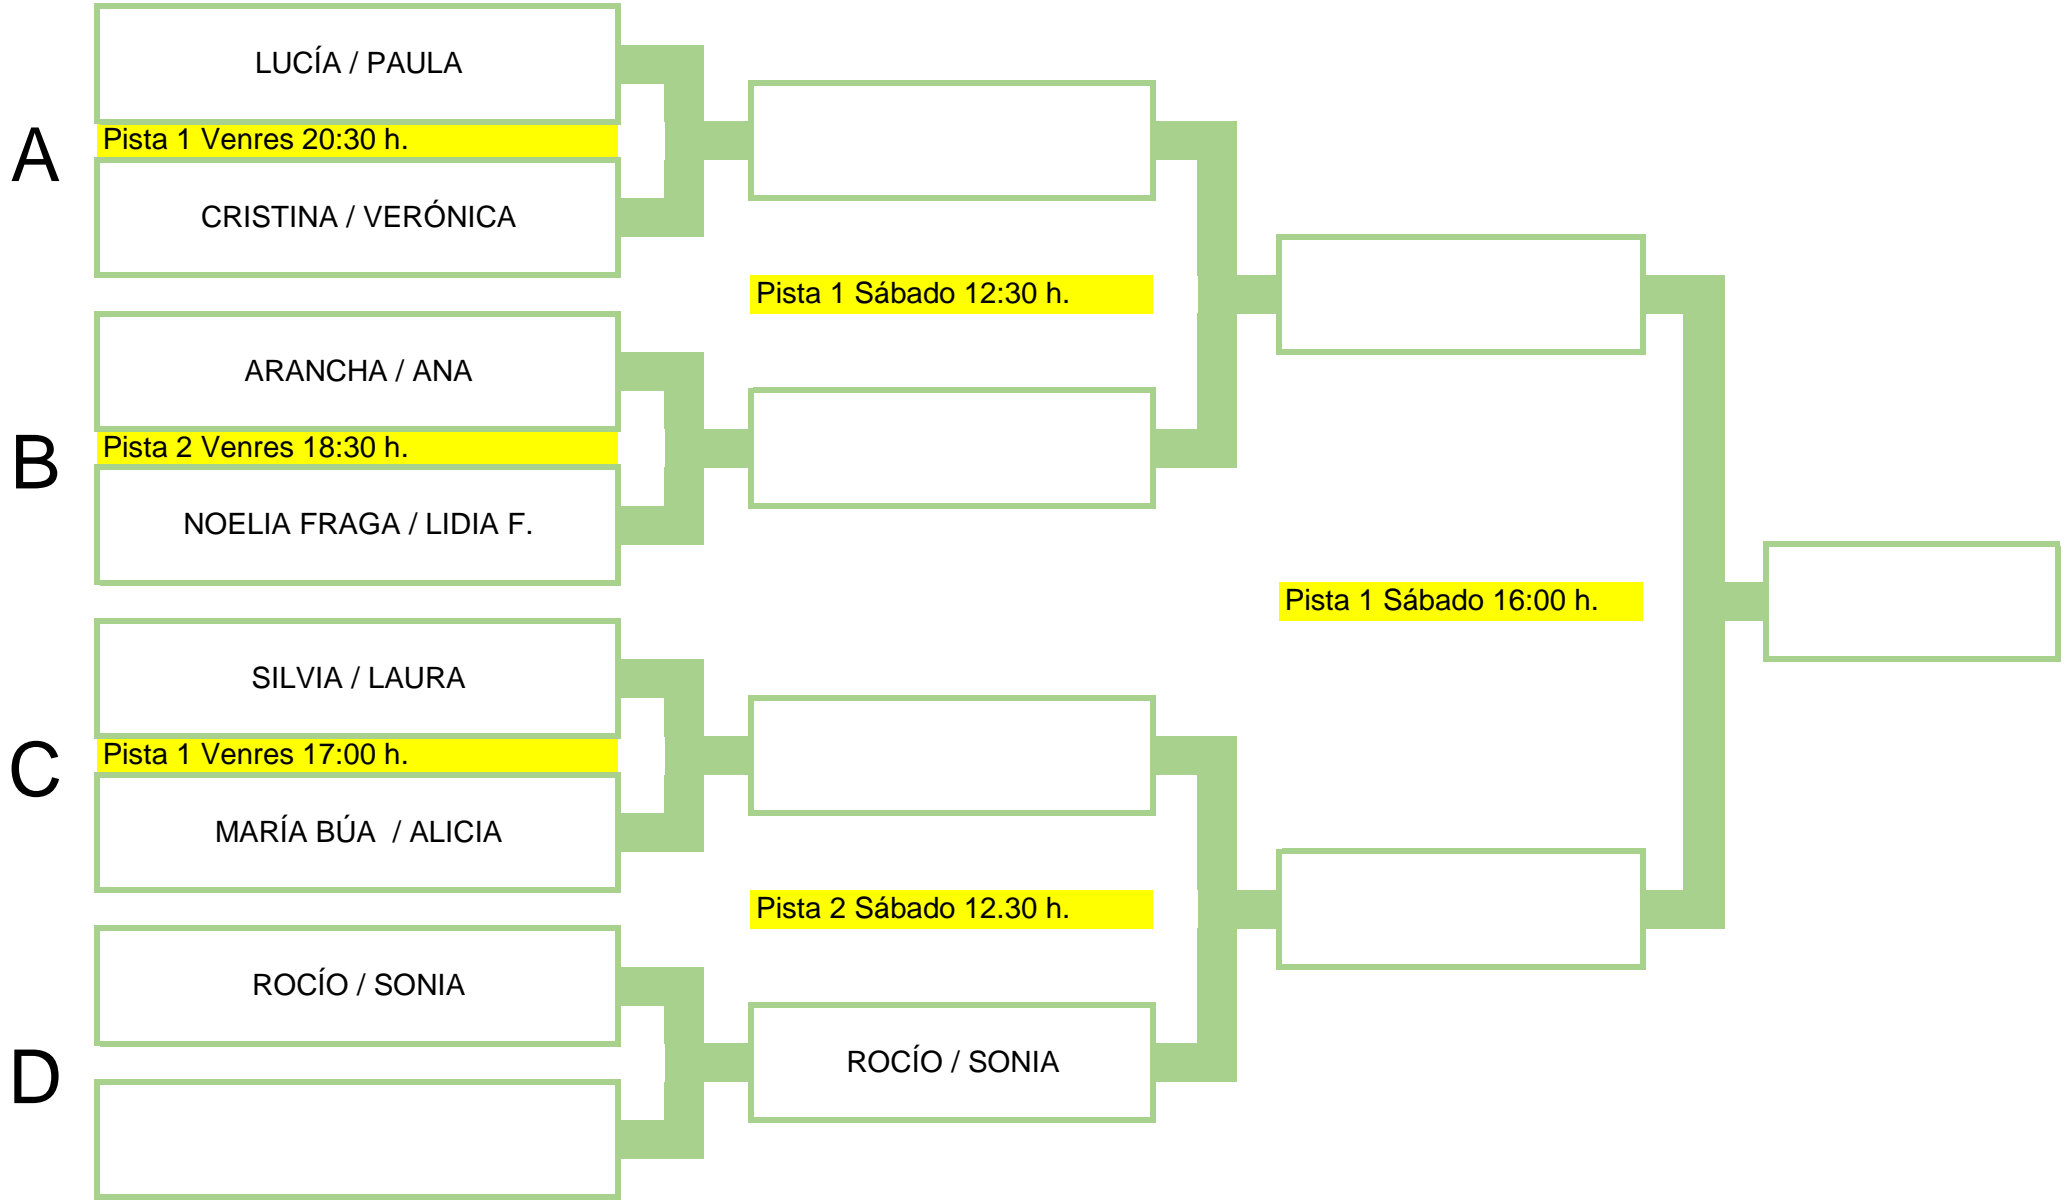 LUCÍA / PAULA
A
Pista 1 Venres 20:30 h.
CRISTINA / VERÓNICA
Pista 1 Sábado 12:30 h.
ARANCHA / ANA
B
Pista 2 Venres 18:30 h.
NOELIA FRAGA / LIDIA F.
Pista 1 Sábado 16:00 h.
SILVIA / LAURA
C
Pista 1 Venres 17:00 h.
MARÍA BÚA  / ALICIA
Pista 2 Sábado 12.30 h.
ROCÍO / SONIA
D
ROCÍO / SONIA